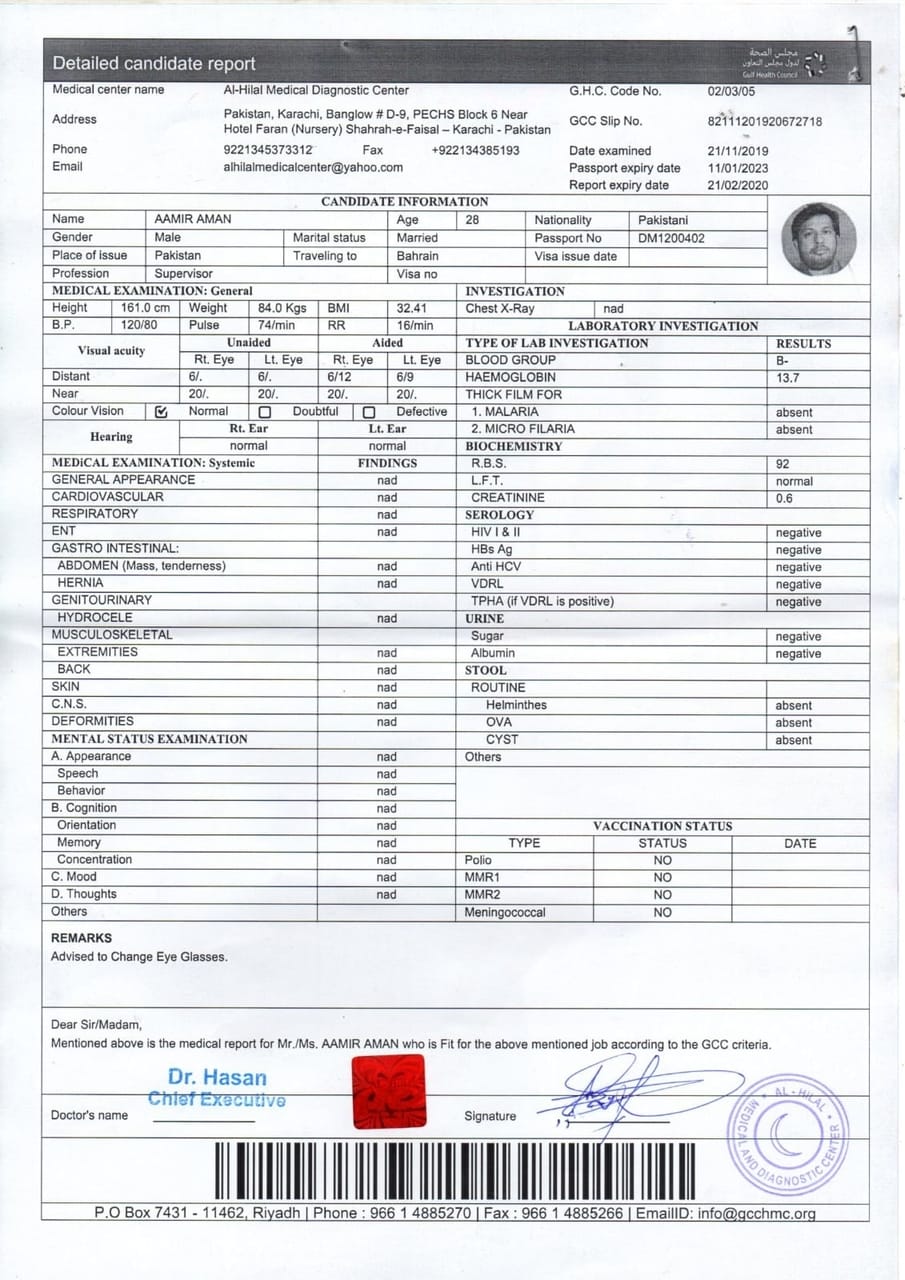 Detailed candidate report
مجلس الصحة
لدول مجلس التعاون
Gulf Health Council
Medical center name Al-Hilal Medical Diagnostic Center G.H.C. Code No. 02/03/05
Address Pakistan, Karachi, Banglow # D-9, PECHS Block 6 Near
Hotel Faran (Nursery) Shahrah-e-Faisal – Karachi - Pakistan
GCC Slip No. 82111201920672718
Phone 9221345373312 Fax +922134385193 Date examined 21/11/2019
Email alhilalmedicalcenter@yahoo.com Passport expiry date 11/01/2023
Report expiry date 21/02/2020
CANDIDATE INFORMATION
Name AAMIR AMAN Age 28 Nationality Pakistani
Gender Male Marital status Married Passport No DM1200402
Place of issue Pakistan Traveling to Bahrain Visa issue date
Profession Supervisor Visa no
MEDICAL EXAMINATION: General INVESTIGATION
Height 161.0 cm Weight 84.0 Kgs BMI 32.41 Chest X-Ray nad
B.P. 120/80 Pulse 74/min RR 16/min LABORATORY INVESTIGATION
Visual acuity Unaided Aided TYPE OF LAB INVESTIGATION RESULTS
Rt. Eye Lt. Eye Rt. Eye Lt. Eye BLOOD GROUP B-
Distant 6/. 6/. 6/12 6/9 HAEMOGLOBIN 13.7
Near 20/. 20/. 20/. 20/. THICK FILM FOR
Colour Vision Normal Doubtful Defective 1. MALARIA absent
Hearing Rt. Ear Lt. Ear 2. MICRO FILARIA absent
normal normal BIOCHEMISTRY
MEDiCAL EXAMINATION: Systemic FINDINGS R.B.S. 92
GENERAL APPEARANCE nad L.F.T. normal
CARDIOVASCULAR nad CREATININE 0.6
RESPIRATORY nad SEROLOGY
ENT nad HIV I & II negative
GASTRO INTESTINAL: HBs Ag negative
ABDOMEN (Mass, tenderness) nad Anti HCV negative
HERNIA nad VDRL negative
GENITOURINARY TPHA (if VDRL is positive) negative
HYDROCELE nad URINE
MUSCULOSKELETAL Sugar negative
EXTREMITIES nad Albumin negative
BACK nad STOOL
SKIN nad ROUTINE
C.N.S. nad Helminthes absent
DEFORMITIES nad OVA absent
MENTAL STATUS EXAMINATION CYST absent
A. Appearance nad Others
Speech nad
Behavior nad
B. Cognition nad
Orientation nad VACCINATION STATUS
Memory nad TYPE STATUS DATE
Concentration nad Polio NO
C. Mood nad MMR1 NO
D. Thoughts nad MMR2 NO
Others Meningococcal NO
REMARKS
Advised to Change Eye Glasses.
Dear Sir/Madam,
Mentioned above is the medical report for Mr./Ms. AAMIR AMAN who is Fit for the above mentioned job according to the GCC criteria.
Dr. Hasan
Chief Executive
Doctor's name Signature
AL-HILAL MEDICAL AND DIAGNOSTIC CENTER
P.O Box 7431 - 11462, Riyadh | Phone : 966 1 4885270 | Fax : 966 1 4885266 | EmailID: info@gcchmc.org